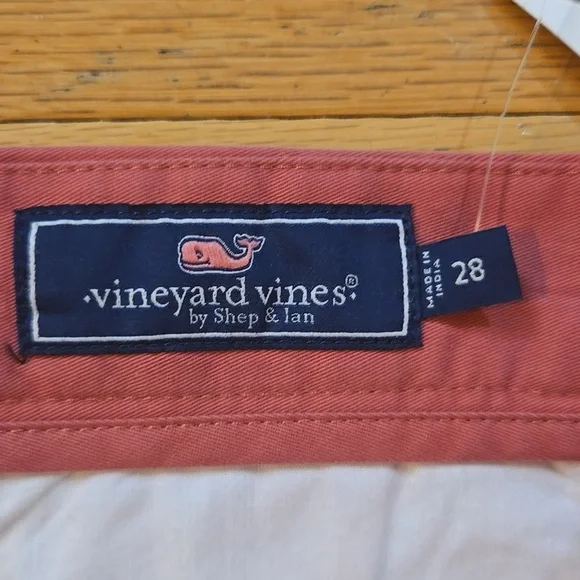 ·vineyard vines®·
by Shep & Ian
MADE IN
INDIA
28